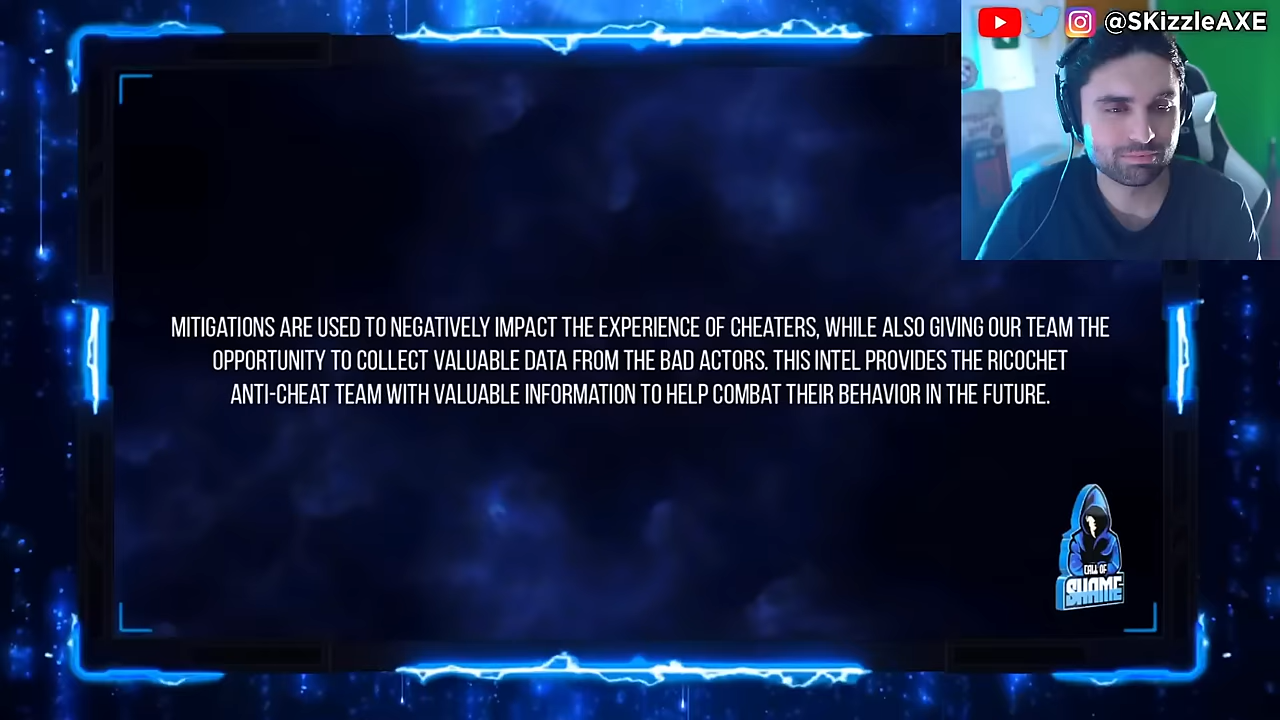 @SKizzleAXE
MITIGATIONS ARE USED TO NEGATIVELY IMPACT THE EXPERIENCE OF CHEATERS, WHILE ALSO GIVING OUR TEAM THE
OPPORTUNITY TO COLLECT VALUABLE DATA FROM THE BAD ACTORS. THIS INTEL PROVIDES THE RICOCHET
ANTI-CHEAT TEAM WITH VALUABLE INFORMATION TO HELP COMBAT THEIR BEHAVIOR IN THE FUTURE.
CALL OF
SHAME